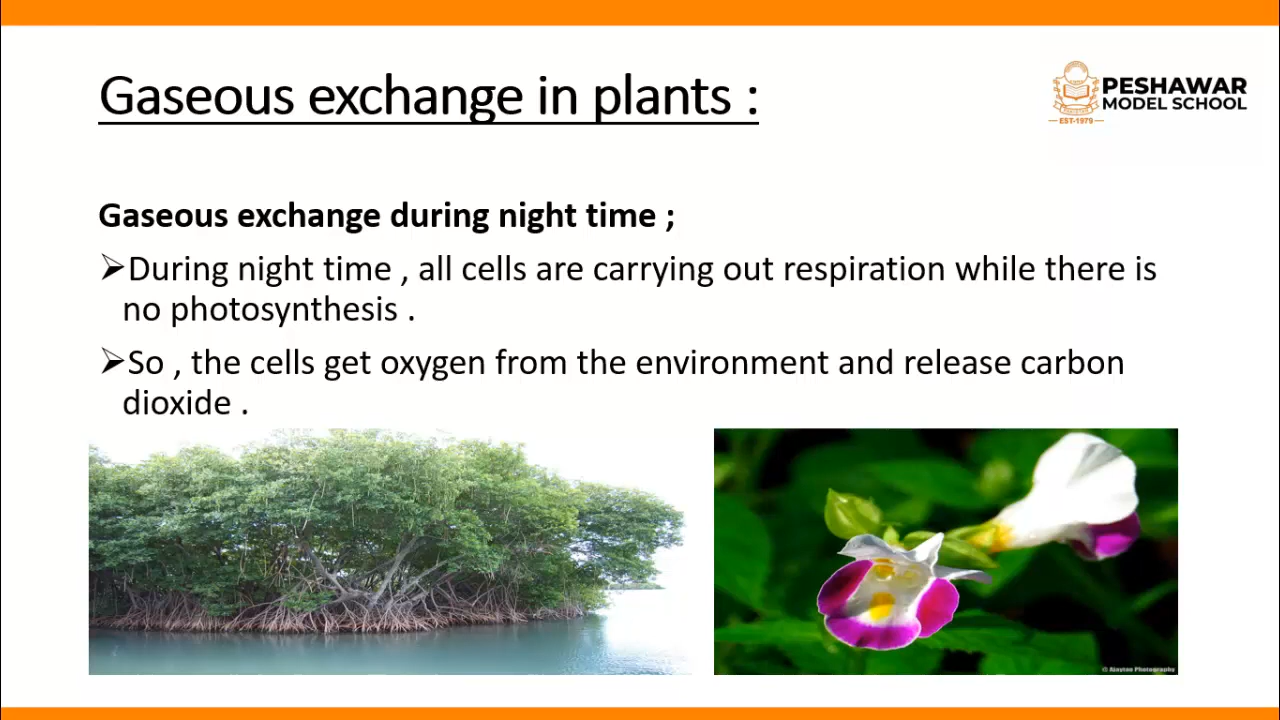 Gaseous exchange in plants :
PESHAWAR
MODEL SCHOOL
EST-1979
Gaseous exchange during night time ;
➢During night time , all cells are carrying out respiration while there is
no photosynthesis .
➢So , the cells get oxygen from the environment and release carbon
dioxide .